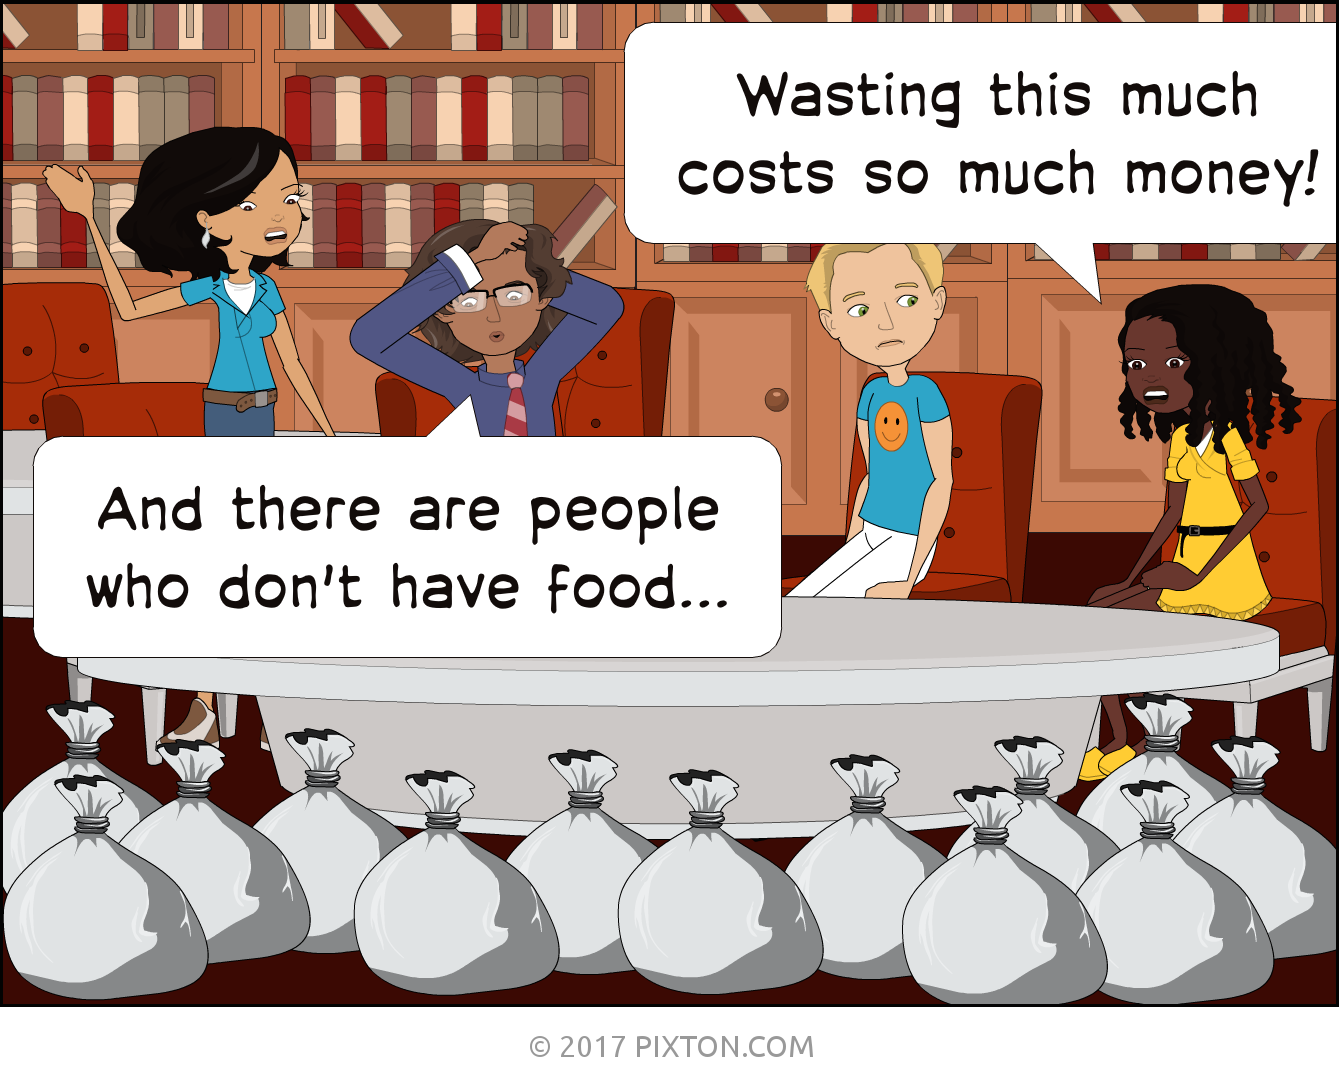 Wasting this much
costs so much money!
And there are people
who don't have food...
© 2017 PIXTON.COM